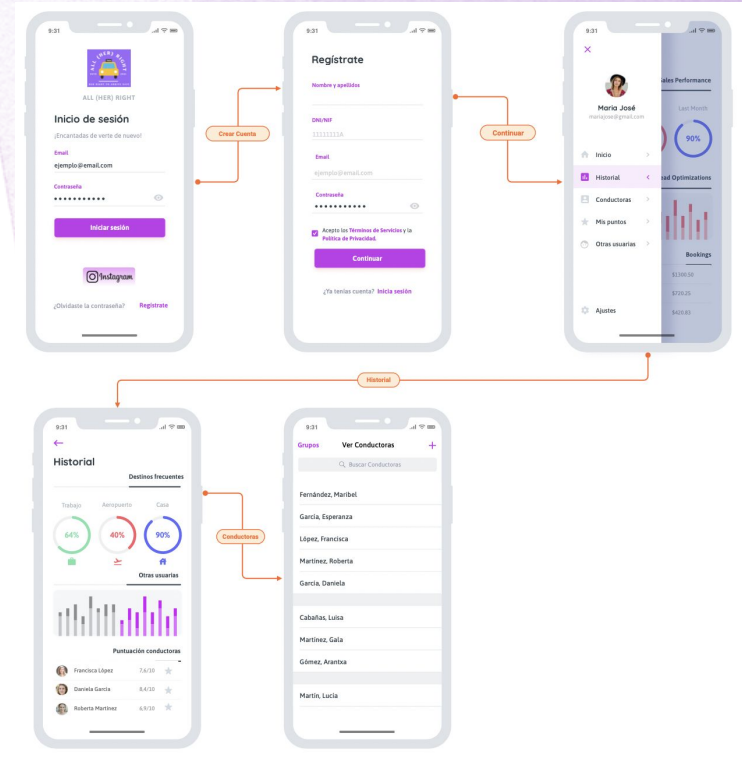 9:31
ALL (HER) RIGHT
ALL (HER) RIGHT
Inicio de sesión
¡Encantadas de verte de nuevo!
Email
ejemplo@email.com
Contraseña
Iniciar sesión
Instagram
¿Olvidaste la contraseña? Regístrate
Crear Cuenta
9:31
Regístrate
Nombre y apellidos
DNI/NIF
11111111A
Email
ejemplo@email.com
Contraseña
Acepto los Términos de Servicios y la
Política de Privacidad.
Continuar
¿Ya tenías cuenta? Inicia sesión
Continuar
9:31
Maria José
mariajose@gmail.com
Inicio
Historial
Conductoras
Mis puntos
Otras usuarias
Ajustes
Sales Performance
Last Month
90%
ead Optimizations
Bookings
Historial
9:31
Historial
Destinos frecuentes
Trabajo Aeropuerto Casa
64% 40% 90%
Otras usuarias
Puntuación conductoras
Francisca López 7,6/10
Daniela García 8,4/10
Roberta Martínez 6,9/10
Conductoras
9:31
Grupos Ver Conductoras +
Buscar Conductoras
Fernández, Maribel
García, Esperanza
López, Francisca
Martínez, Roberta
García, Daniela
Cabañas, Luisa
Martínez, Gala
Gómez, Arantxa
Martín, Lucía